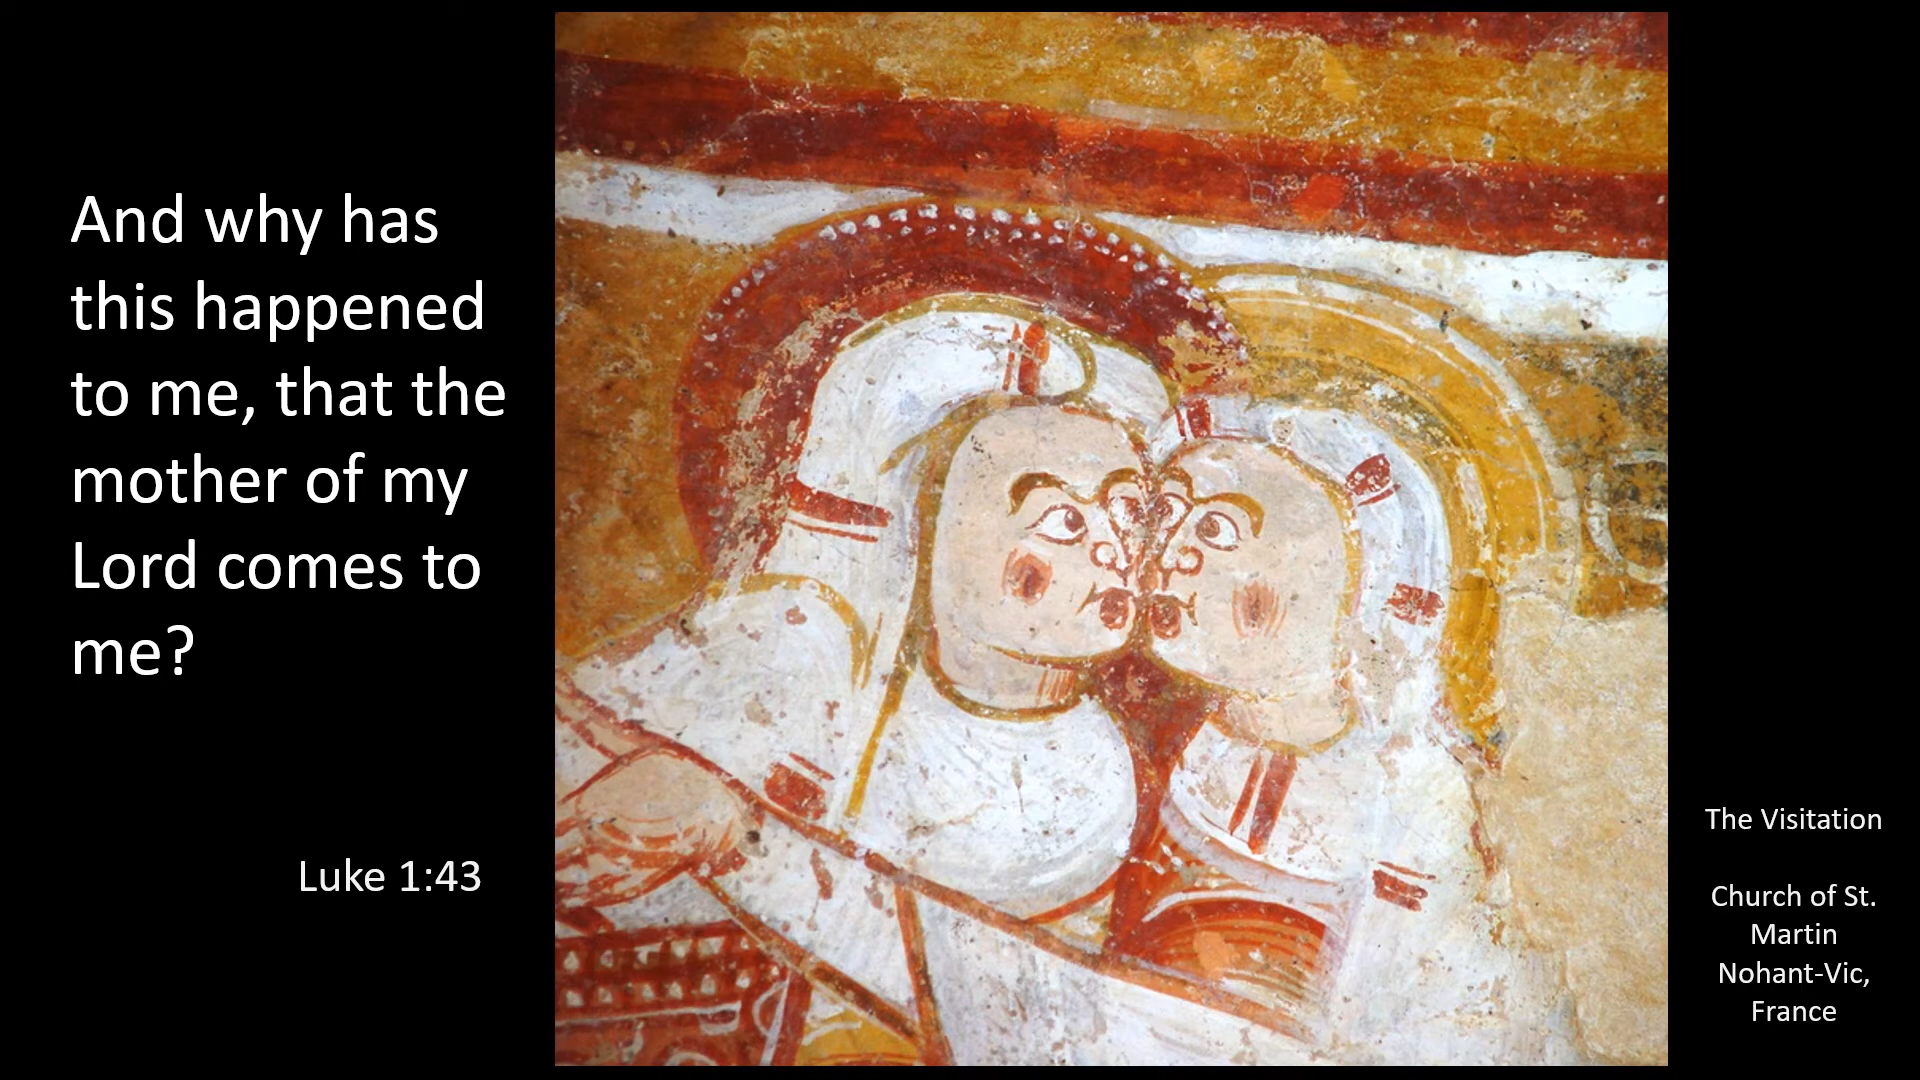 And why has
this happened
to me, that the
mother of my
Lord comes to
me?
Luke 1:43
The Visitation
Church of St.
Martin
Nohant-Vic,
France